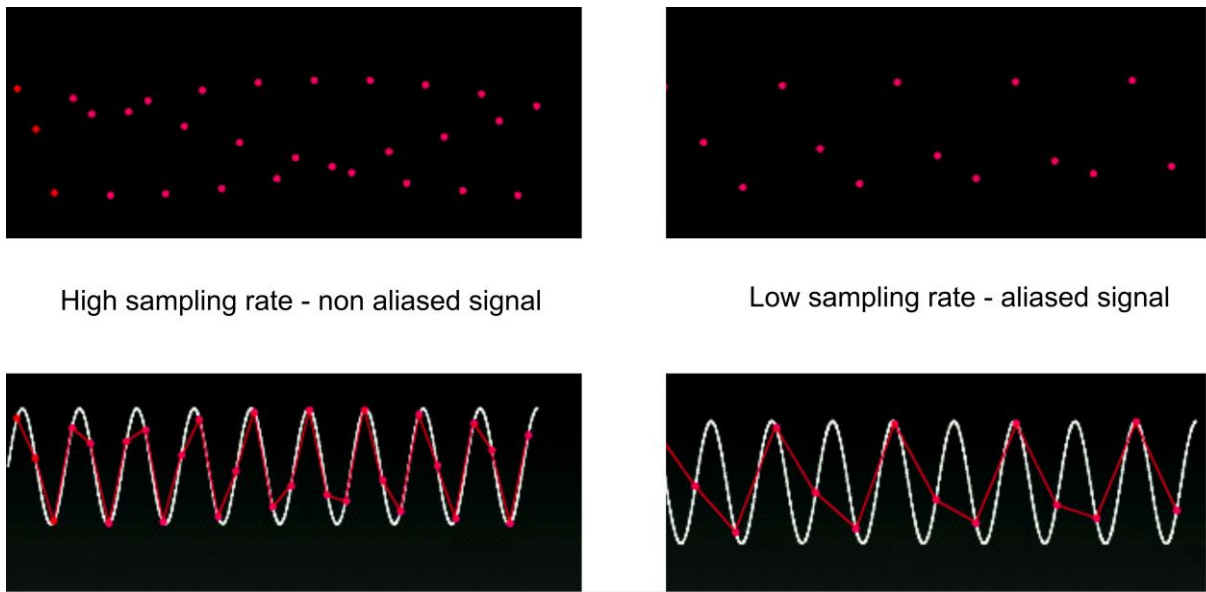 High sampling rate - non aliased signal
Low sampling rate - aliased signal